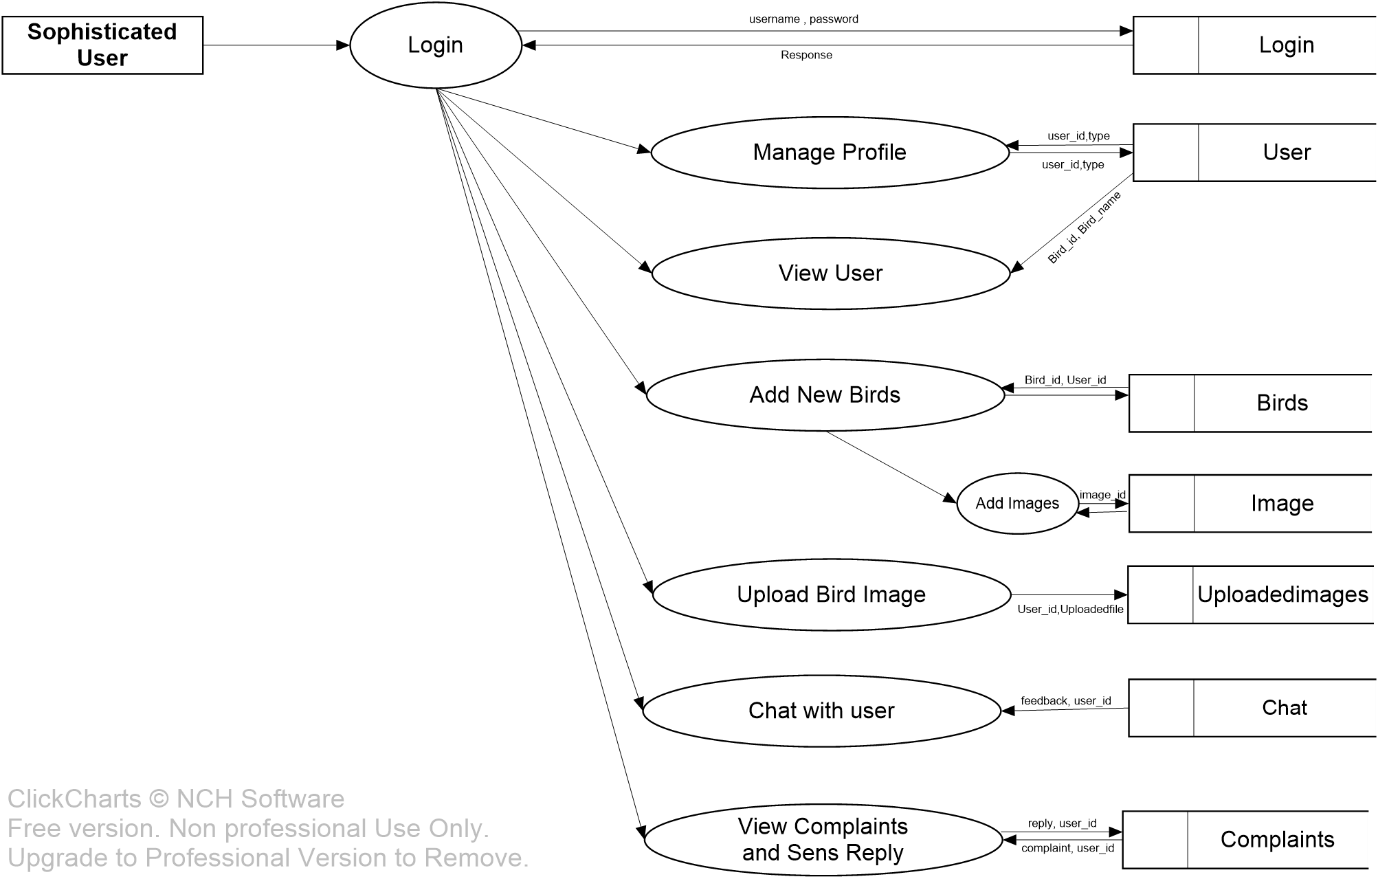 username , password
Sophisticated
User
Login
Login
Response
user_id,type
Manage Profile
User
user_id,type
Bird_id, Bird_name
View User
Bird_id, User_id
Add New Birds
Birds
image_id
Add Images
Image
Upload Bird Image
Uploadedimages
User_id,Uploadedfile
feedback, user_id
Chat with user
Chat
ClickCharts © NCH Software
Free version. Non professional Use Only.
Upgrade to Professional Version to Remove.
View Complaints
and Sens Reply
reply, user_id
complaint, user_id
Complaints